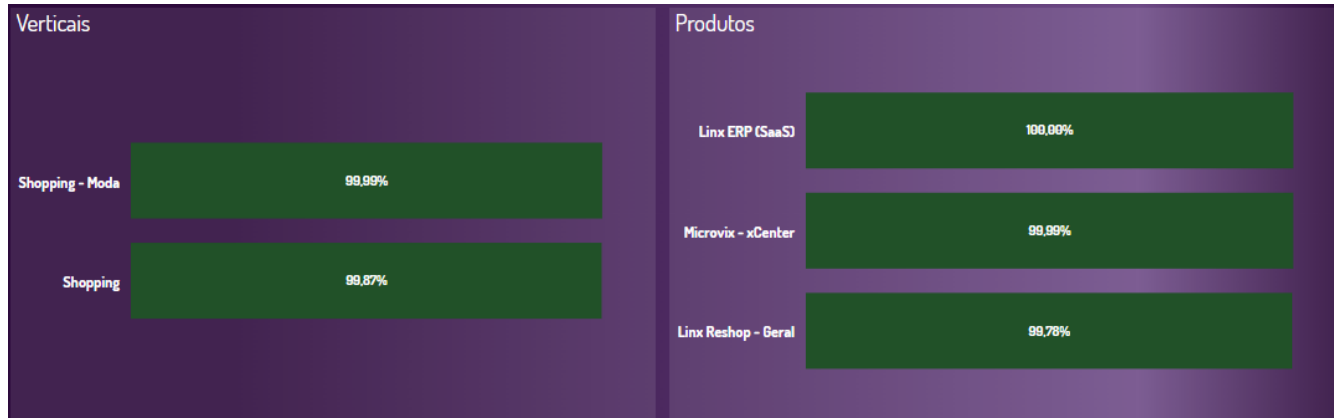 Verticais
Shopping - Moda
99,99%
Shopping
99,87%
Produtos
Linx ERP (SaaS)
100,00%
Microvix - xCenter
99,99%
Linx Reshop - Geral
99,78%